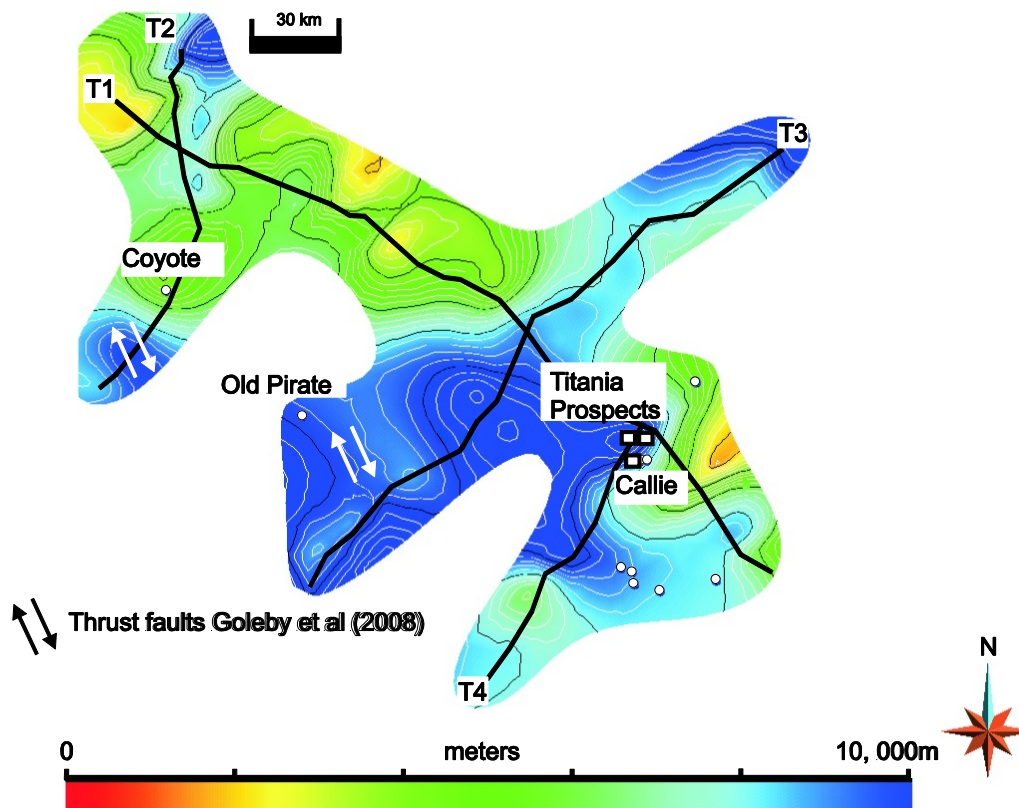 T2
30 km
T1
T3
Coyote
Old Pirate
Titania
Prospects
Callie
Thrust faults Goleby et al (2008)
T4
N
0
meters
10, 000m